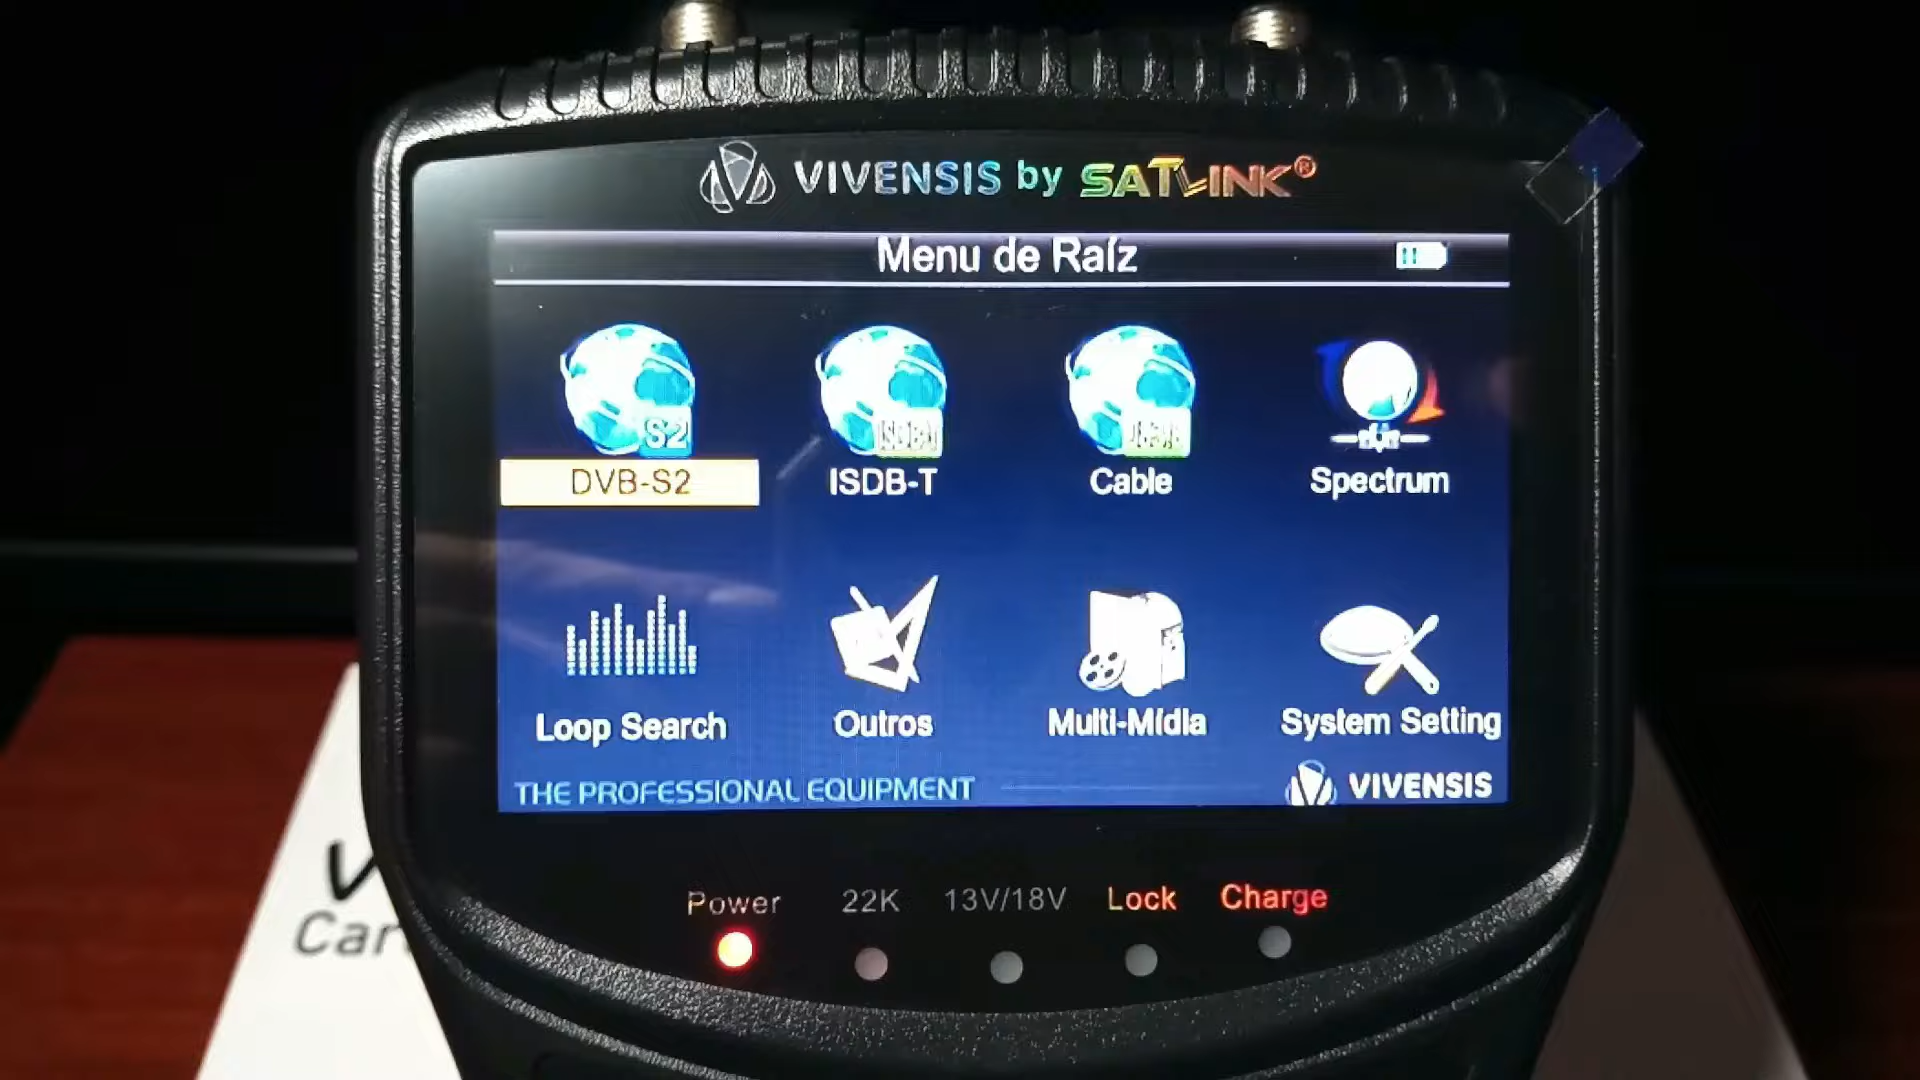 VIVENSIS by SATLINK®
Menu de Raíz
S2
DVB-S2
ISDB-T
Cable
Spectrum
Loop Search
Outros
Multi-Mídia
System Setting
THE PROFESSIONAL EQUIPMENT
VIVENSIS
Power
22K
13V/18V
Lock
Charge